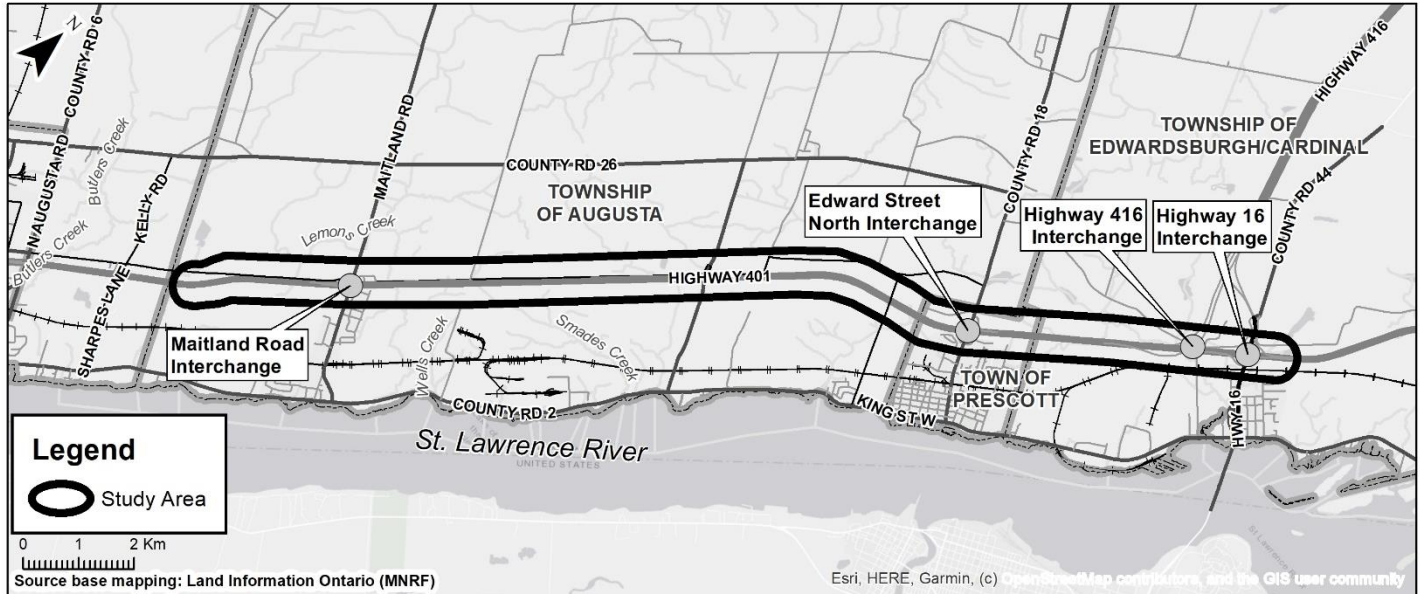 N
COUNTY RD 6
N AUGUSTA RD
Butlers Creek
Butlers Creek
KELLY RD
SHARPES LANE
MAITLAND RD
Lemons Creek
COUNTY RD 26
TOWNSHIP
OF AUGUSTA
HIGHWAY 401
Maitland Road
Interchange
Wells Creek
Smades Creek
COUNTY RD 2
KING ST W
Edward Street
North Interchange
COUNTY RD 18
TOWN OF
PRESCOTT
TOWNSHIP OF
EDWARDSBURGH/CARDINAL
HIGHWAY 416
COUNTY RD 44
Highway 416
Interchange
Highway 16
Interchange
HWY 16
St. Lawrence River
UNITED STATES
Legend
Study Area
0 1 2 Km
Source base mapping: Land Information Ontario (MNRF)
Esri, HERE, Garmin, (c) OpenStreetMap contributors, and the GIS user community